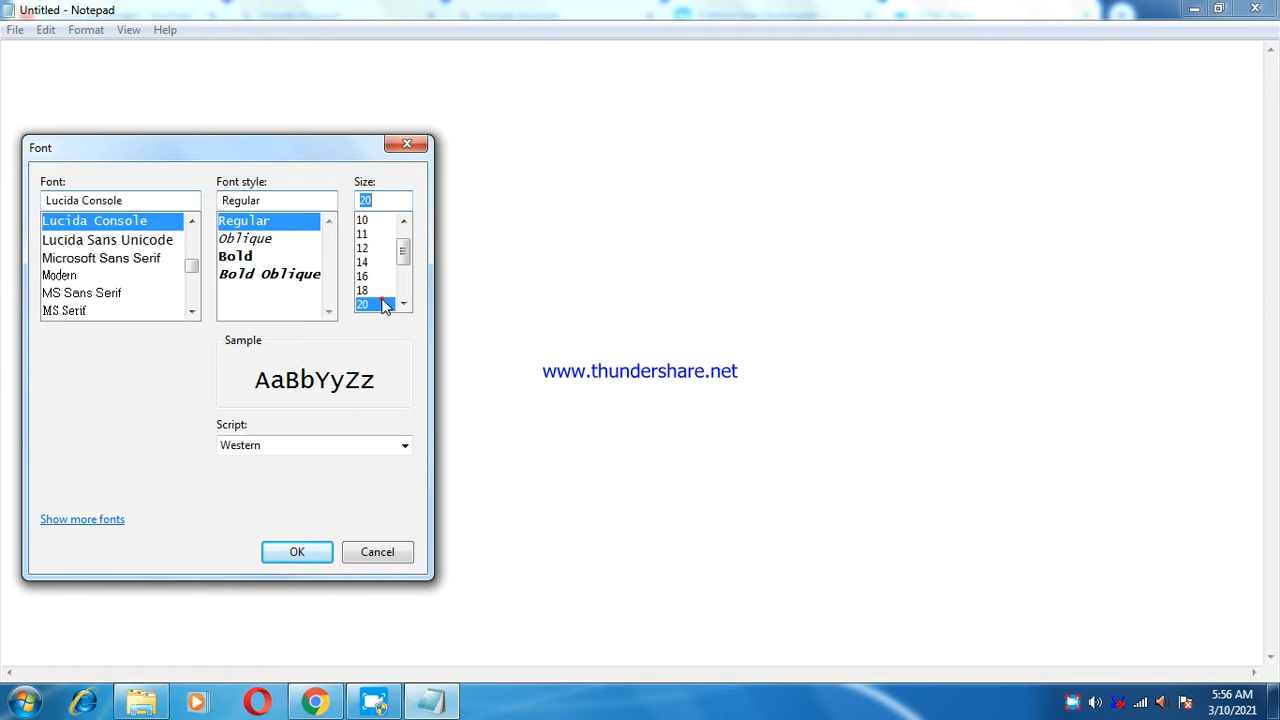 Untitled - Notepad
File Edit Format View Help
Font
Font: Font style: Size:
Lucida Console Regular 20
Lucida Console Regular 10
Lucida Sans Unicode Oblique 11
Microsoft Sans Serif Bold 12
Modern Bold Oblique 14
MS Sans Serif 16
MS Serif 18
20
Sample
AaBbYyZz
www.thundershare.net
Script:
Western
Show more fonts
OK Cancel
5:56 AM
3/10/2021